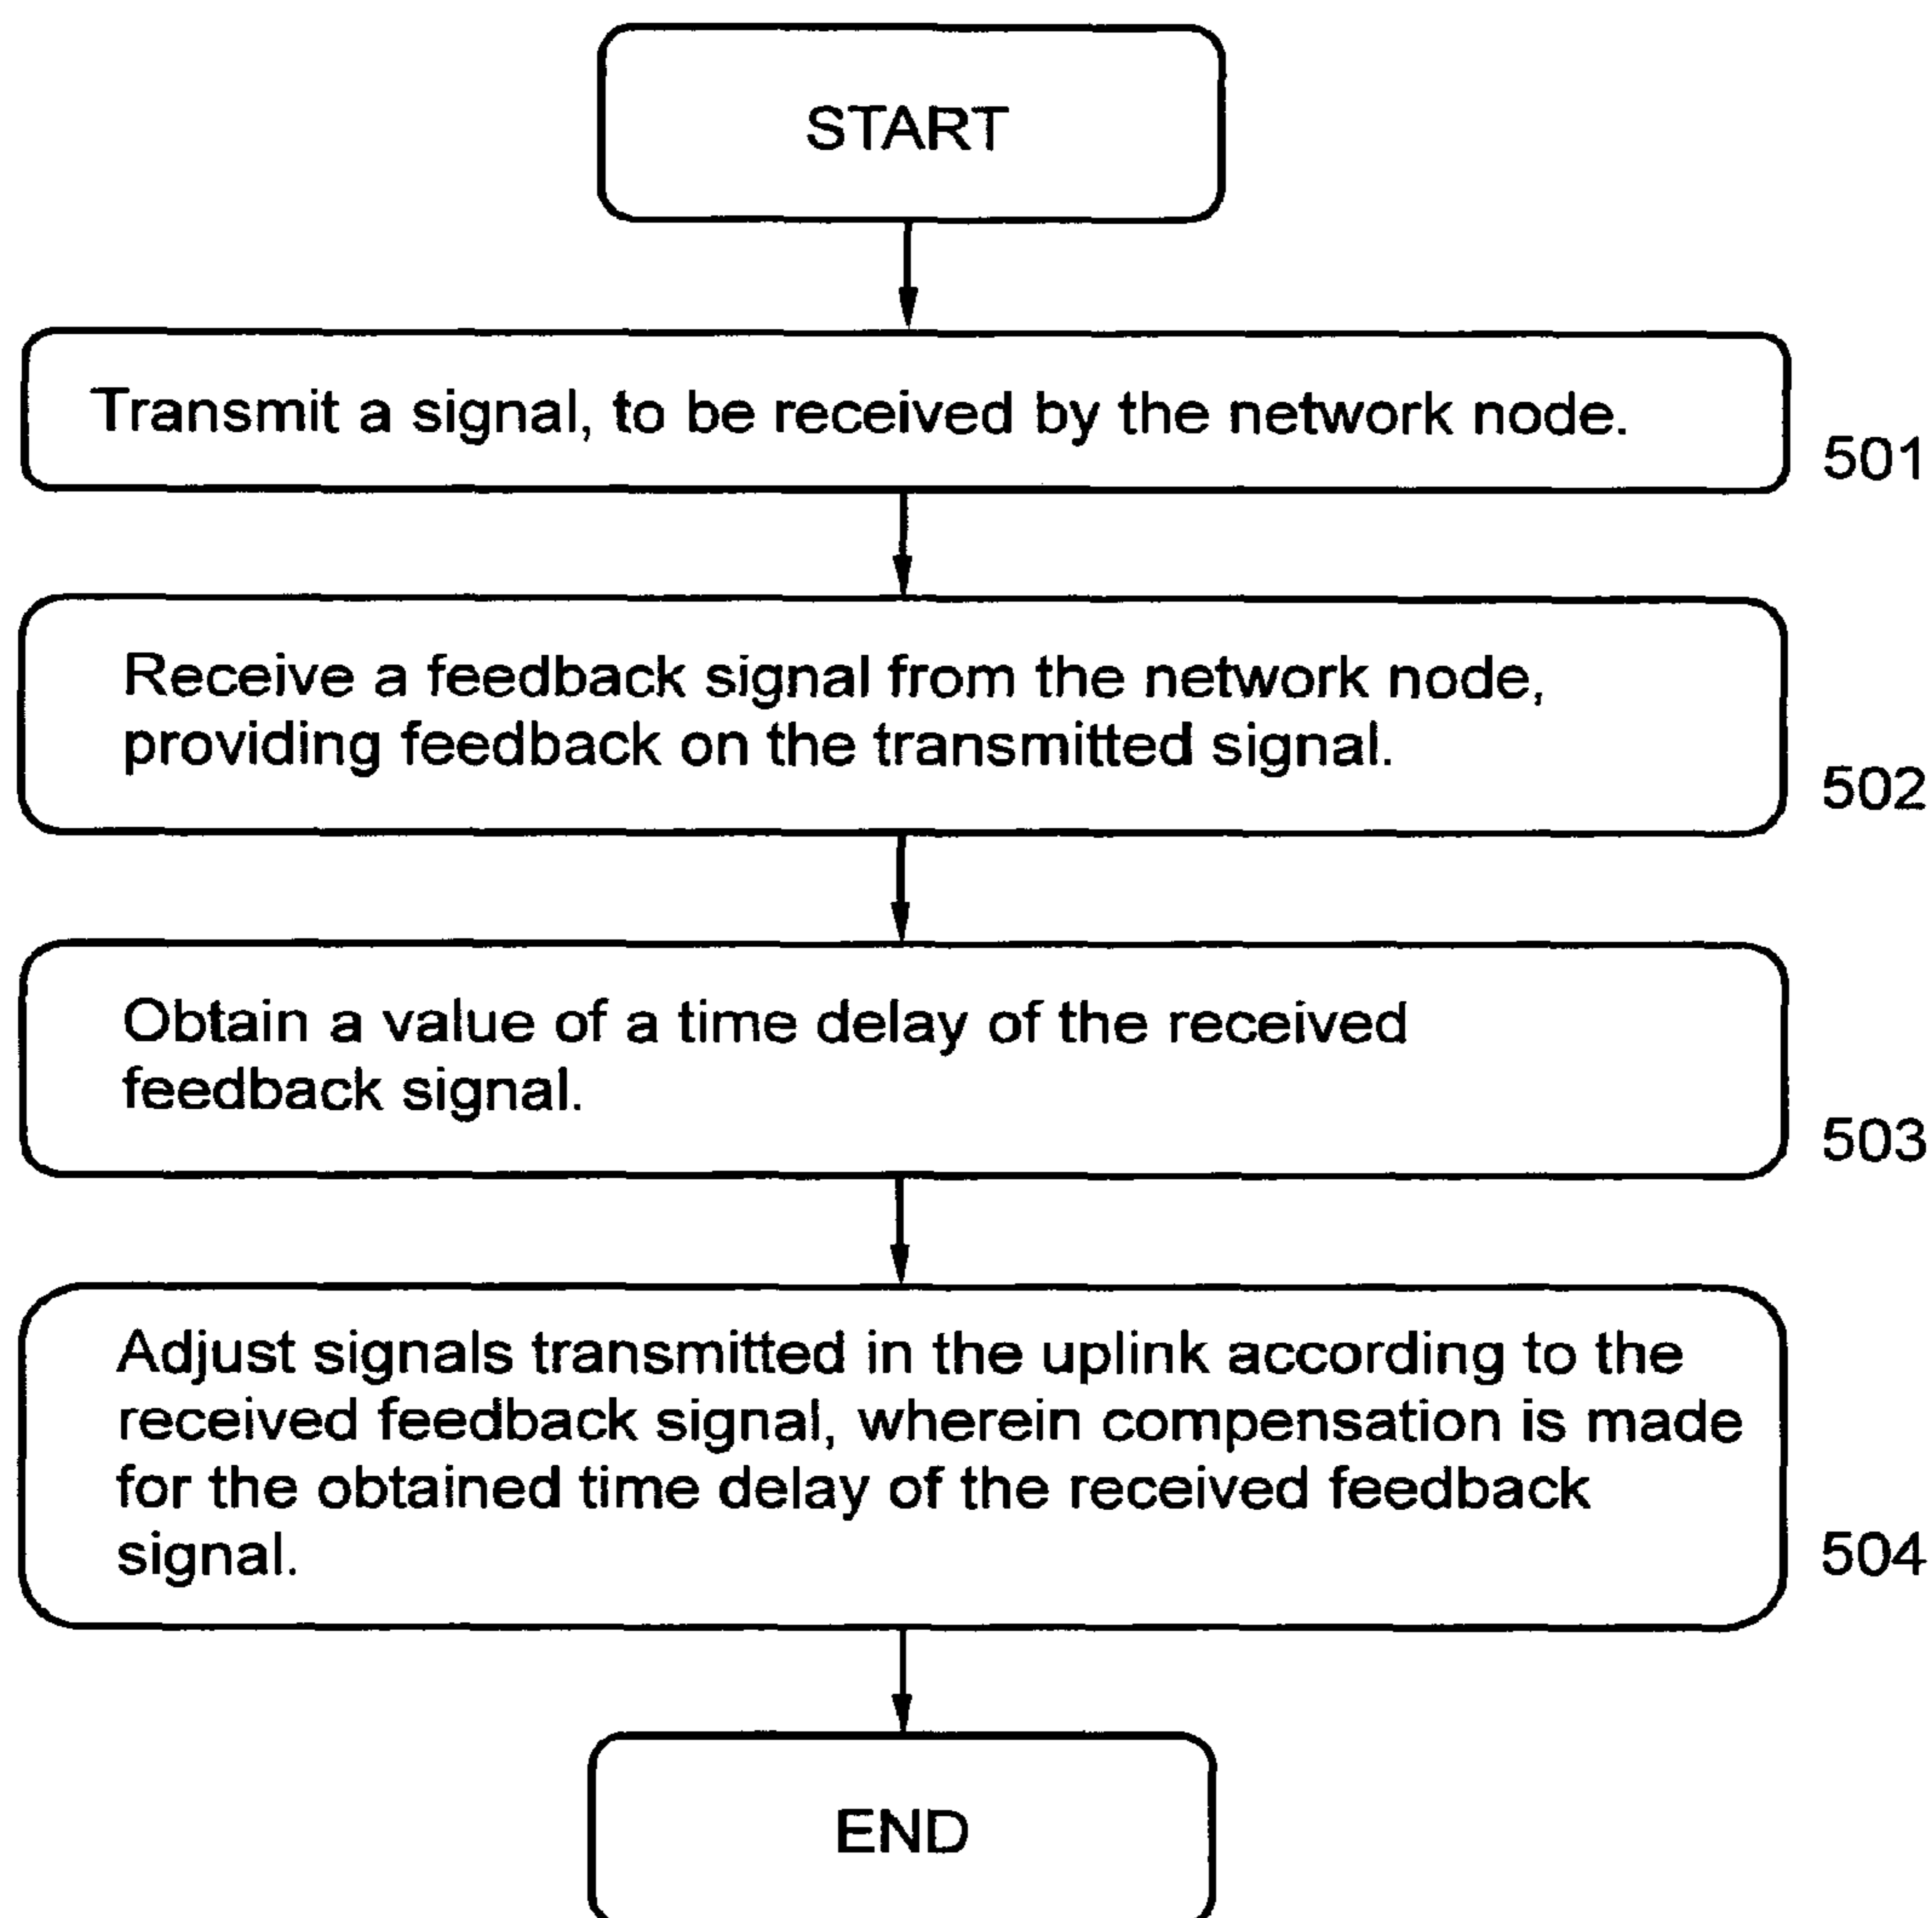 START
Transmit a signal, to be received by the network node.
501
Receive a feedback signal from the network node,
providing feedback on the transmitted signal.
502
Obtain a value of a time delay of the received
feedback signal.
503
Adjust signals transmitted in the uplink according to the
received feedback signal, wherein compensation is made
for the obtained time delay of the received feedback
signal.
504
END